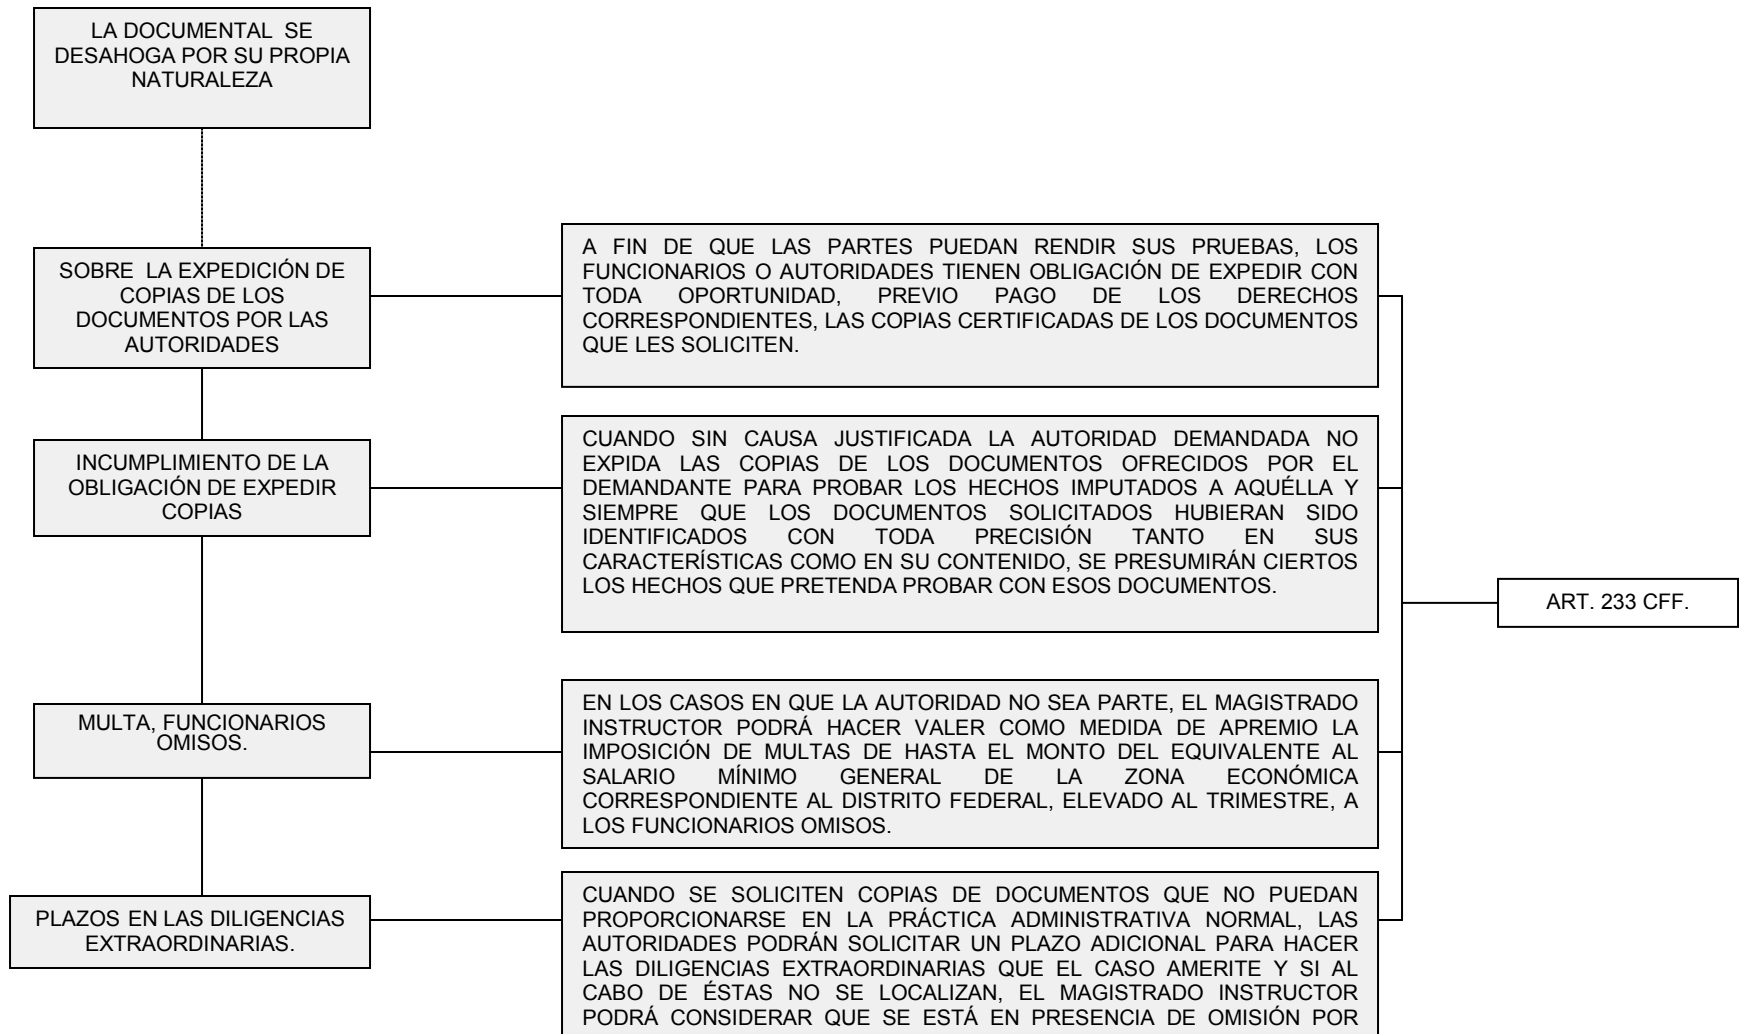 LA DOCUMENTAL SE
DESAHOGA POR SU PROPIA
NATURALEZA
SOBRE LA EXPEDICIÓN DE
COPIAS DE LOS
DOCUMENTOS POR LAS
AUTORIDADES
A FIN DE QUE LAS PARTES PUEDAN RENDIR SUS PRUEBAS, LOS
FUNCIONARIOS O AUTORIDADES TIENEN OBLIGACIÓN DE EXPEDIR CON
TODA OPORTUNIDAD, PREVIO PAGO DE LOS DERECHOS
CORRESPONDIENTES, LAS COPIAS CERTIFICADAS DE LOS DOCUMENTOS
QUE LES SOLICITEN.
INCUMPLIMIENTO DE LA
OBLIGACIÓN DE EXPEDIR
COPIAS
CUANDO SIN CAUSA JUSTIFICADA LA AUTORIDAD DEMANDADA NO
EXPIDA LAS COPIAS DE LOS DOCUMENTOS OFRECIDOS POR EL
DEMANDANTE PARA PROBAR LOS HECHOS IMPUTADOS A AQUÉLLA Y
SIEMPRE QUE LOS DOCUMENTOS SOLICITADOS HUBIERAN SIDO
IDENTIFICADOS CON TODA PRECISIÓN TANTO EN SUS
CARACTERÍSTICAS COMO EN SU CONTENIDO, SE PRESUMIRÁN CIERTOS
LOS HECHOS QUE PRETENDA PROBAR CON ESOS DOCUMENTOS.
ART. 233 CFF.
MULTA, FUNCIONARIOS
OMISOS.
EN LOS CASOS EN QUE LA AUTORIDAD NO SEA PARTE, EL MAGISTRADO
INSTRUCTOR PODRÁ HACER VALER COMO MEDIDA DE APREMIO LA
IMPOSICIÓN DE MULTAS DE HASTA EL MONTO DEL EQUIVALENTE AL
SALARIO MÍNIMO GENERAL DE LA ZONA ECONÓMICA
CORRESPONDIENTE AL DISTRITO FEDERAL, ELEVADO AL TRIMESTRE, A
LOS FUNCIONARIOS OMISOS.
PLAZOS EN LAS DILIGENCIAS
EXTRAORDINARIAS.
CUANDO SE SOLICITEN COPIAS DE DOCUMENTOS QUE NO PUEDAN
PROPORCIONARSE EN LA PRÁCTICA ADMINISTRATIVA NORMAL, LAS
AUTORIDADES PODRÁN SOLICITAR UN PLAZO ADICIONAL PARA HACER
LAS DILIGENCIAS EXTRAORDINARIAS QUE EL CASO AMERITE Y SI AL
CABO DE ÉSTAS NO SE LOCALIZAN, EL MAGISTRADO INSTRUCTOR
PODRÁ CONSIDERAR QUE SE ESTÁ EN PRESENCIA DE OMISIÓN POR